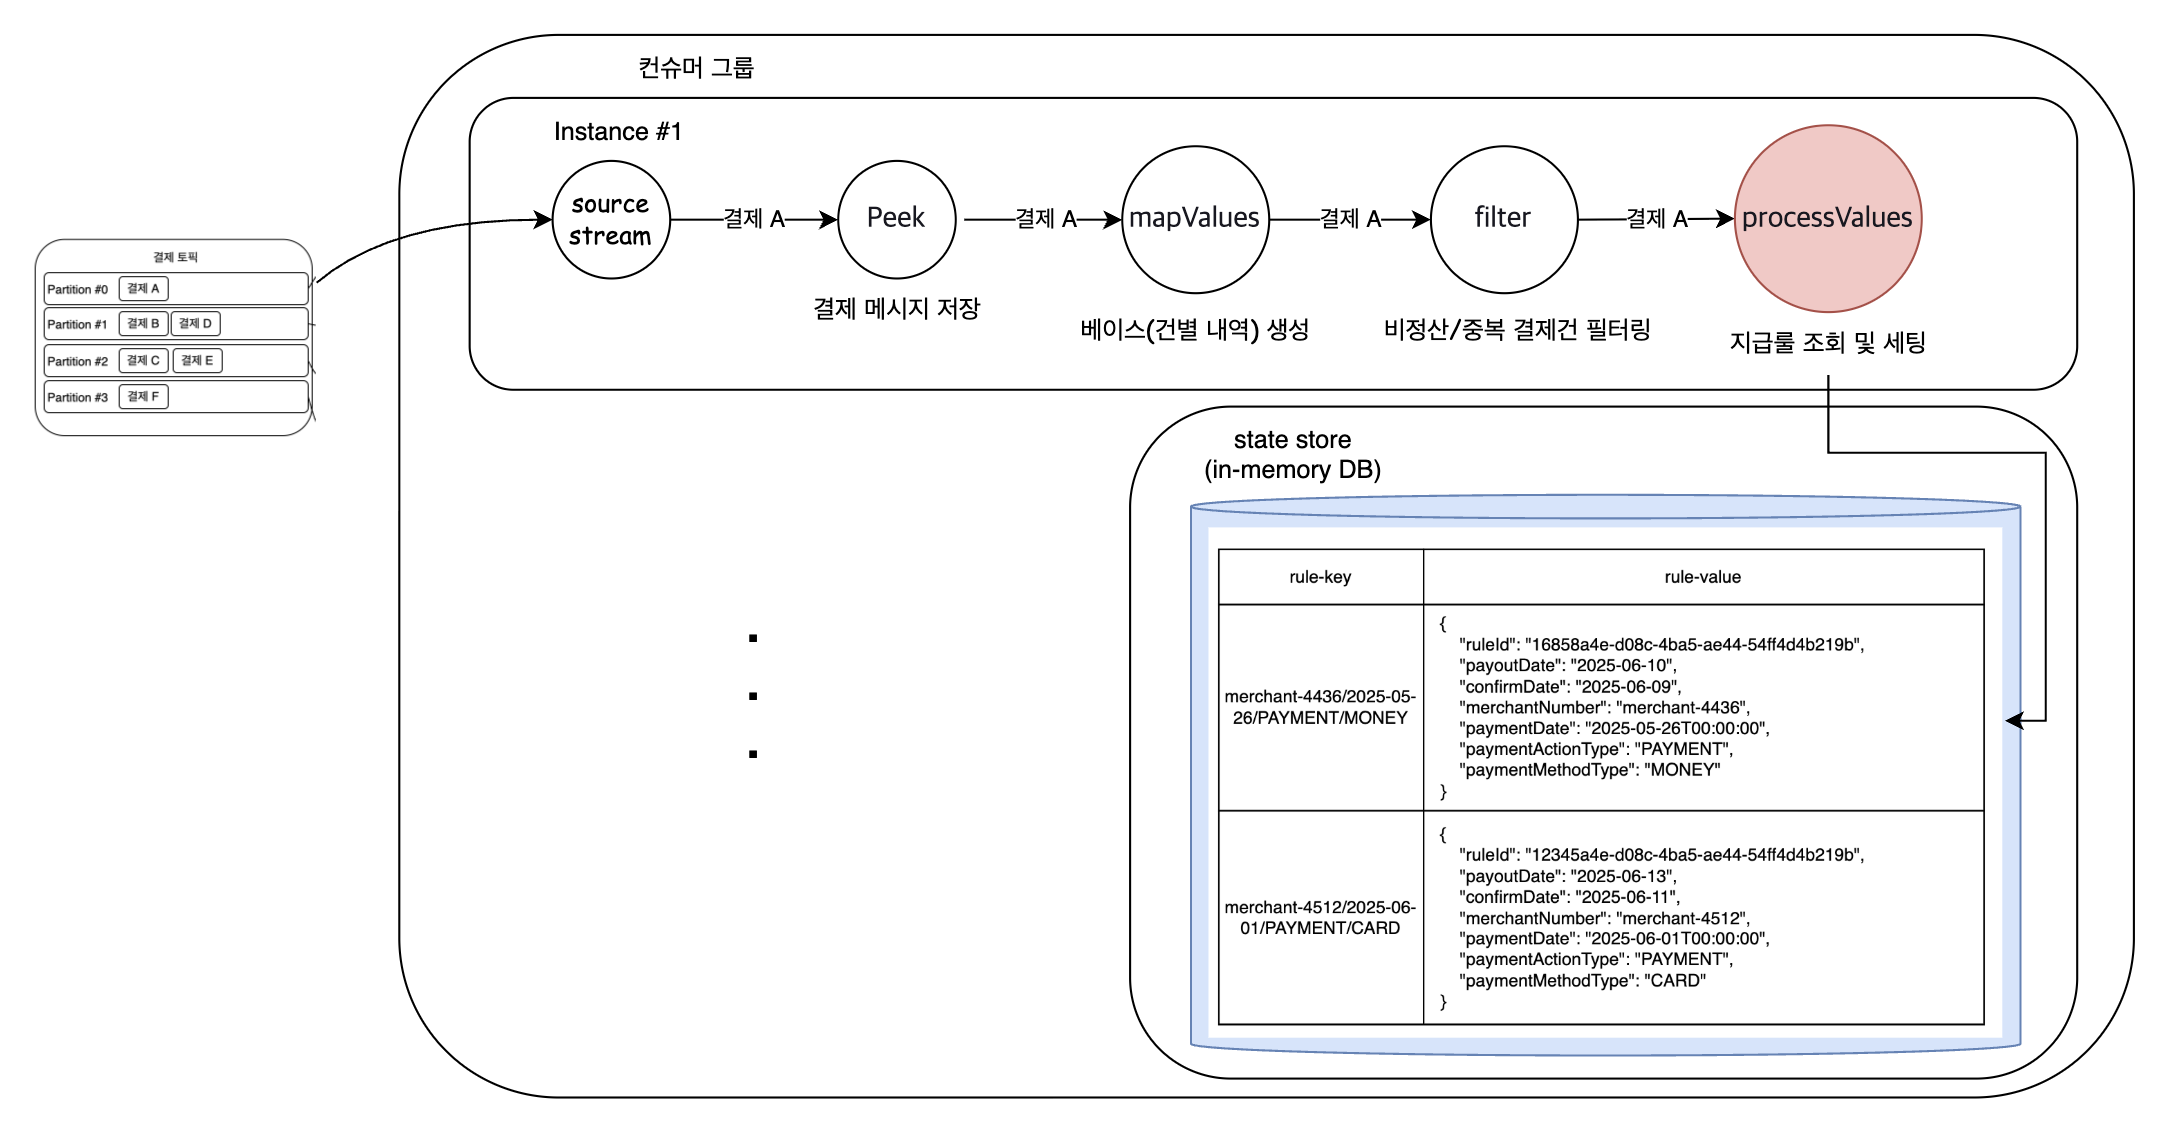 컨슈머 그룹
Instance #1
source
stream
결제 A
Peek
결제 A
mapValues
결제 A
filter
결제 A
processValues
결제 메시지 저장
베이스(건별 내역) 생성
비정산/중복 결제건 필터링
지급룰 조회 및 세팅
결제 토픽
Partition #0 결제 A
Partition #1 결제 B 결제 D
Partition #2 결제 C 결제 E
Partition #3 결제 F
state store
(in-memory DB)
rule-key rule-value
merchant-4436/2025-05-
26/PAYMENT/MONEY
{
"ruleId": "16858a4e-d08c-4ba5-ae44-54ff4d4b219b",
"payoutDate": "2025-06-10",
"confirmDate": "2025-06-09",
"merchantNumber": "merchant-4436",
"paymentDate": "2025-05-26T00:00:00",
"paymentActionType": "PAYMENT",
"paymentMethodType": "MONEY"
}
merchant-4512/2025-06-
01/PAYMENT/CARD
{
"ruleId": "12345a4e-d08c-4ba5-ae44-54ff4d4b219b",
"payoutDate": "2025-06-13",
"confirmDate": "2025-06-11",
"merchantNumber": "merchant-4512",
"paymentDate": "2025-06-01T00:00:00",
"paymentActionType": "PAYMENT",
"paymentMethodType": "CARD"
}